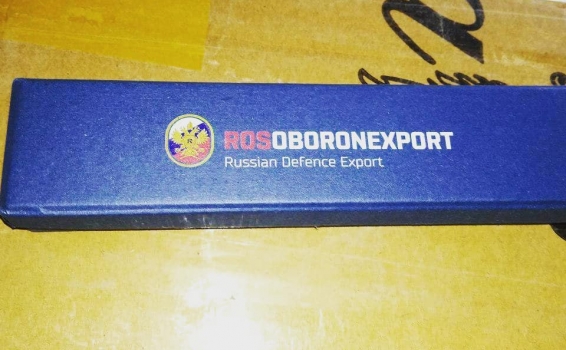 ROSOBORONEXPORT
Russian Defence Export